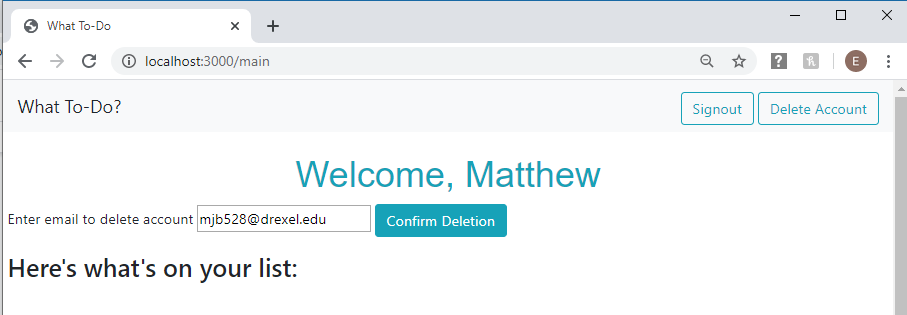 What To-Do
localhost:3000/main
E
What To-Do?
Signout
Delete Account
Welcome, Matthew
Enter email to delete account mjb528@drexel.edu Confirm Deletion
Here's what's on your list: